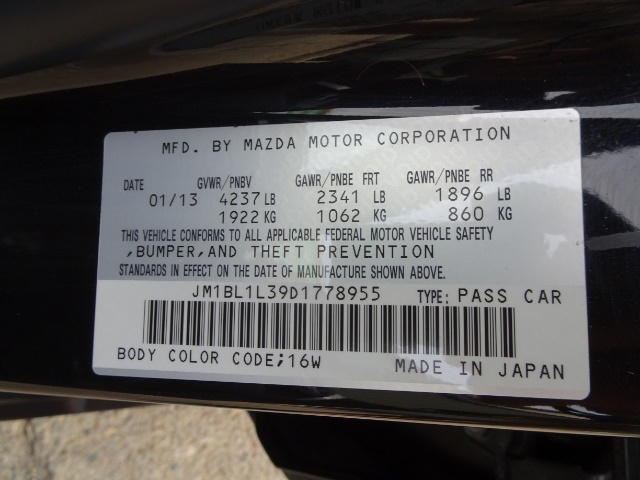 MFD. BY MAZDA MOTOR CORPORATION
DATE GVWR/PNBV GAWR/PNBE FRT GAWR/PNBE RR
01/13 4237 LB 2341 LB 1896 LB
1922 KG 1062 KG 860 KG
THIS VEHICLE CONFORMS TO ALL APPLICABLE FEDERAL MOTOR VEHICLE SAFETY
,BUMPER,AND THEFT PREVENTION
STANDARDS IN EFFECT ON THE DATE OF MANUFACTURE SHOWN ABOVE.
JM1BL1L39D1778955 TYPE: PASS CAR
BODY COLOR CODE;16W MADE IN JAPAN